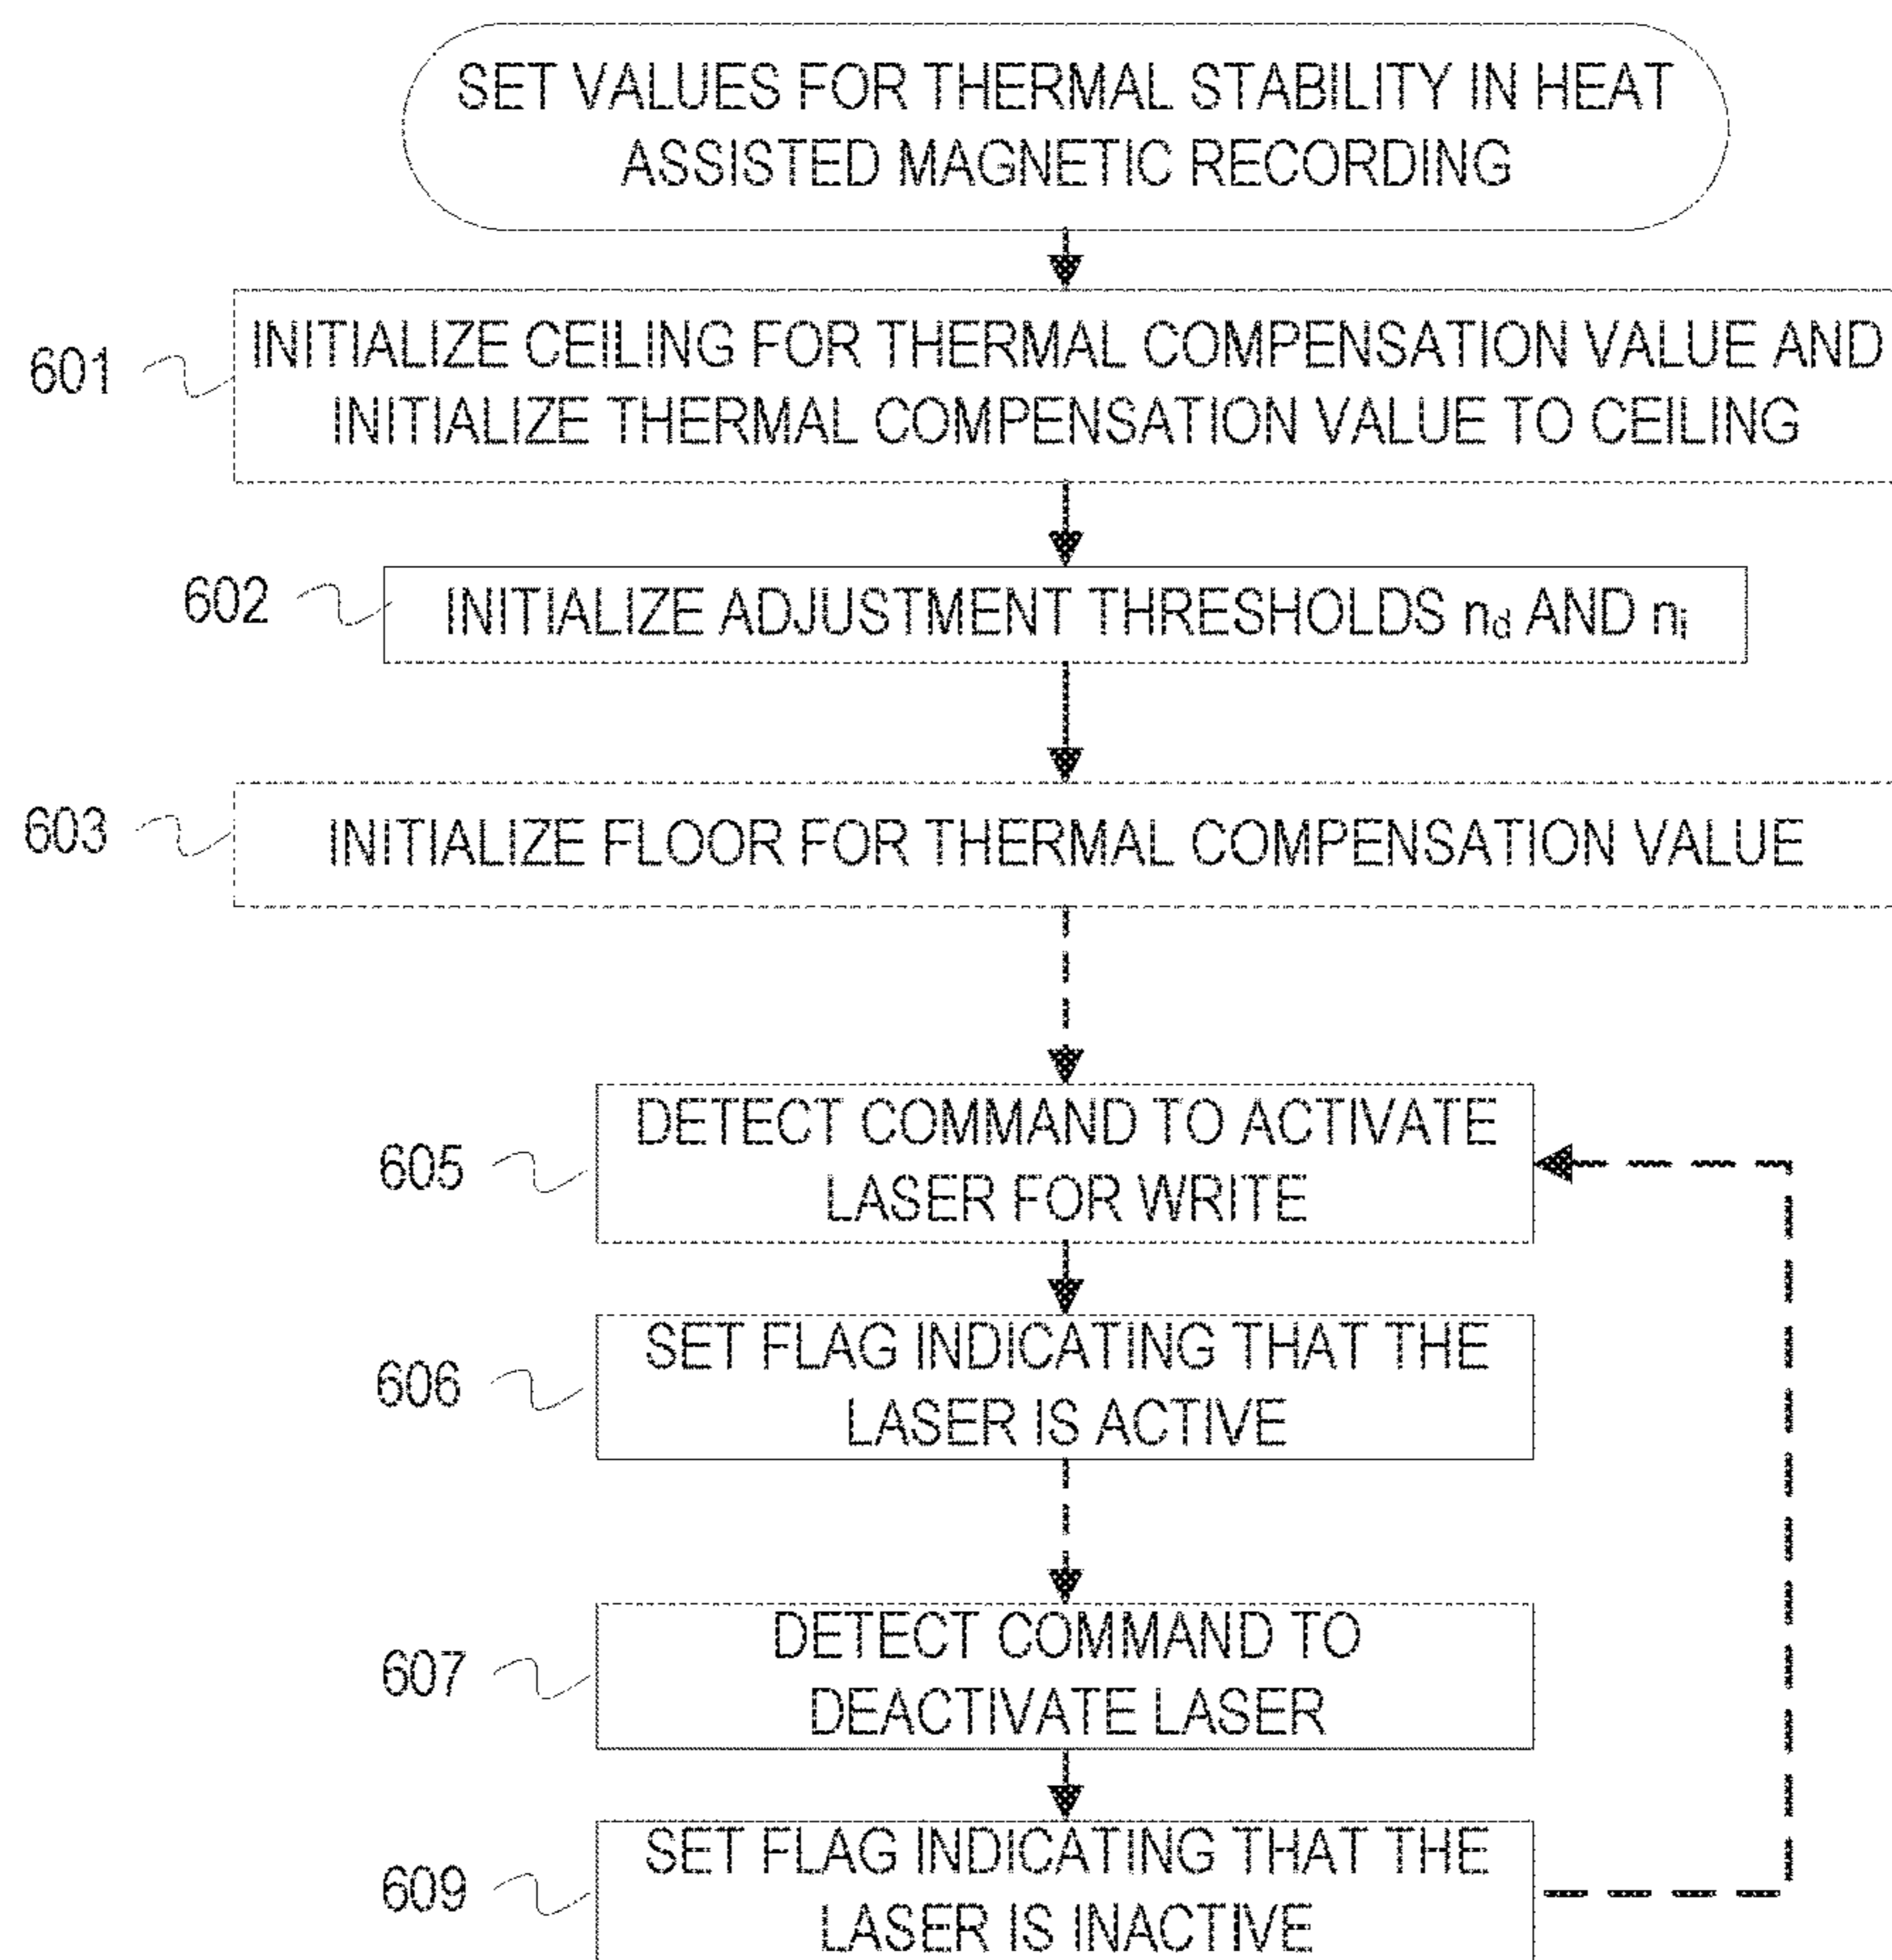 SET VALUES FOR THERMAL STABILITY IN HEAT
ASSISTED MAGNETIC RECORDING
601
INITIALIZE CEILING FOR THERMAL COMPENSATION VALUE AND
INITIALIZE THERMAL COMPENSATION VALUE TO CEILING
602
INITIALIZE ADJUSTMENT THRESHOLDS nd AND ni
603
INITIALIZE FLOOR FOR THERMAL COMPENSATION VALUE
605
DETECT COMMAND TO ACTIVATE
LASER FOR WRITE
606
SET FLAG INDICATING THAT THE
LASER IS ACTIVE
607
DETECT COMMAND TO
DEACTIVATE LASER
609
SET FLAG INDICATING THAT THE
LASER IS INACTIVE